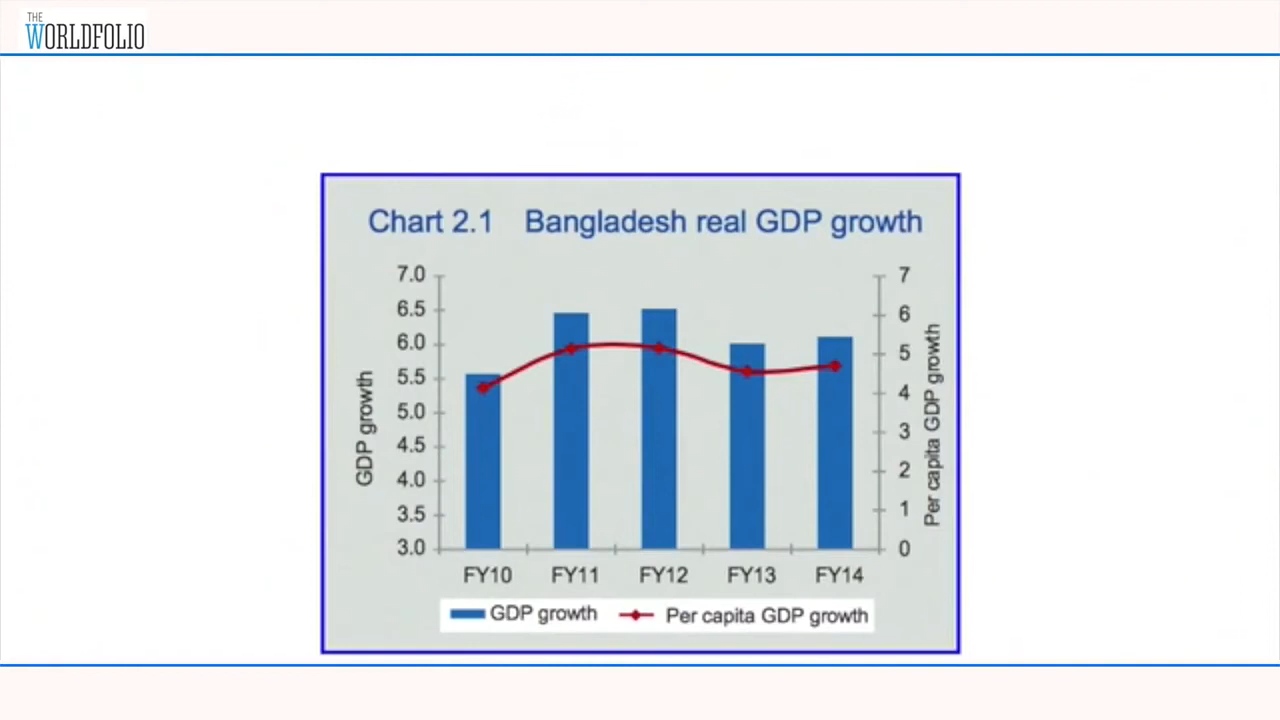 THE
WORLDFOLIO
Chart 2.1 Bangladesh real GDP growth
7.0
6.5
6.0
5.5
5.0
4.5
4.0
3.5
3.0
GDP growth
7
6
5
4
3
2
1
0
Per capita GDP growth
FY10 FY11 FY12 FY13 FY14
GDP growth Per capita GDP growth